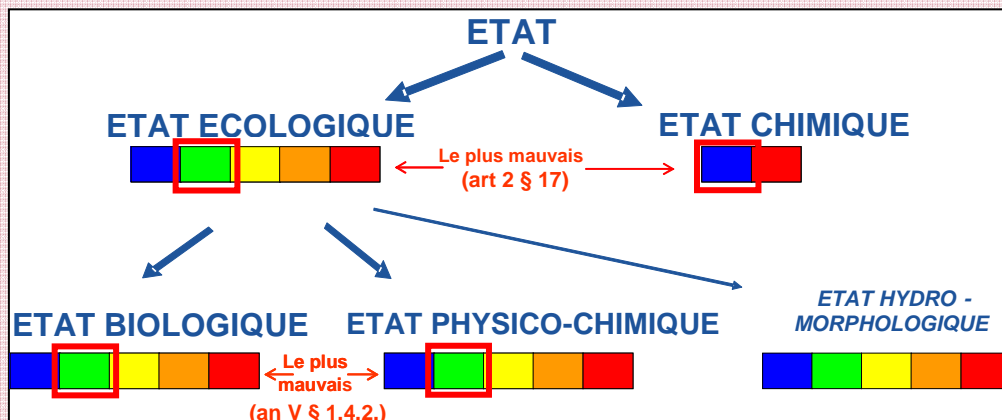 ETAT
ETAT ECOLOGIQUE
ETAT CHIMIQUE
Le plus mauvais
(art 2 § 17)
ETAT BIOLOGIQUE
ETAT PHYSICO-CHIMIQUE
ETAT HYDRO -
MORPHOLOGIQUE
Le plus
mauvais
(an V § 1.4.2.)